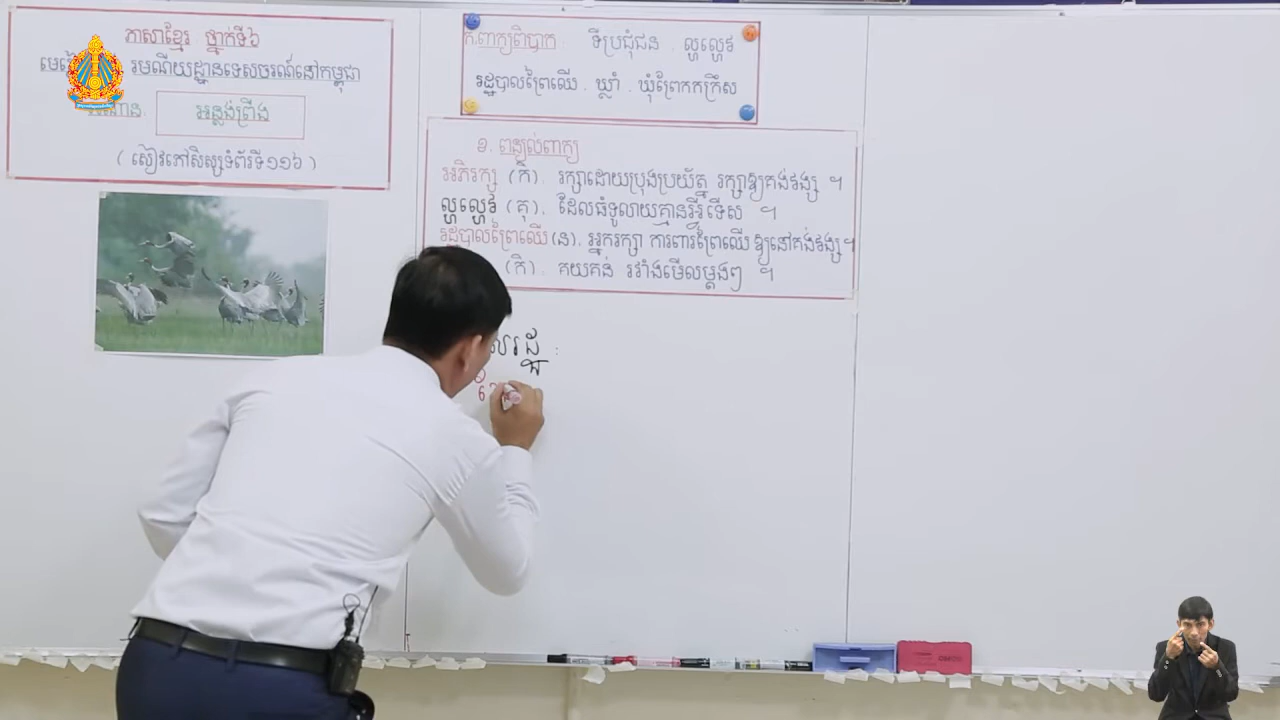 ភាសាខ្មែរ ថ្នាក់ទី៦
រមណីយដ្ឋានទេសចរណ៍នៅកម្ពុជា
អន្លង់ព្រីង
( សៀវភៅសិស្សទំព័រទី១១៦ )
ក.ពាក្យពិបាក : ទីប្រជុំជន . ល្ហល្ហេវ
រដ្ឋបាលព្រៃឈើ . ឃ្លាំ . ឃុំព្រែកកក្រឹស
១. ពន្យល់ពាក្យ
អភិរក្ស (កិ). រក្សាដោយប្រុងប្រយ័ត្ន រក្សាឱ្យគង់វង្ស ។
ល្ហល្ហេវ (គុ). ដែលធំទូលាយគ្មានអ្វីទើស ។
រដ្ឋបាលព្រៃឈើ (ន). អ្នករក្សា ការពារព្រៃឈើ ឱ្យនៅគង់វង្ស។
(កិ). គយគន់ រវាំងមើលម្ដងៗ ។